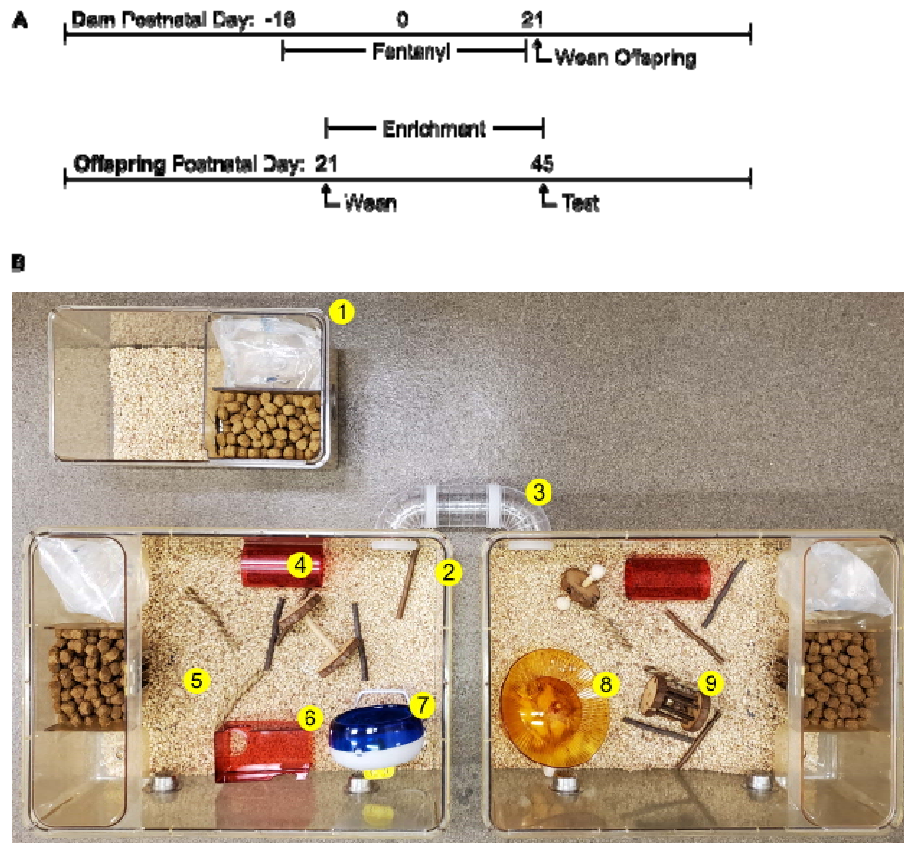 A
Dam Postnatal Day: -16 0 21
Fentanyl
Wean Offspring
Enrichment
Offspring Postnatal Day: 21 45
Wean
Test
B
1
3
4
2
5
6
7
8
9